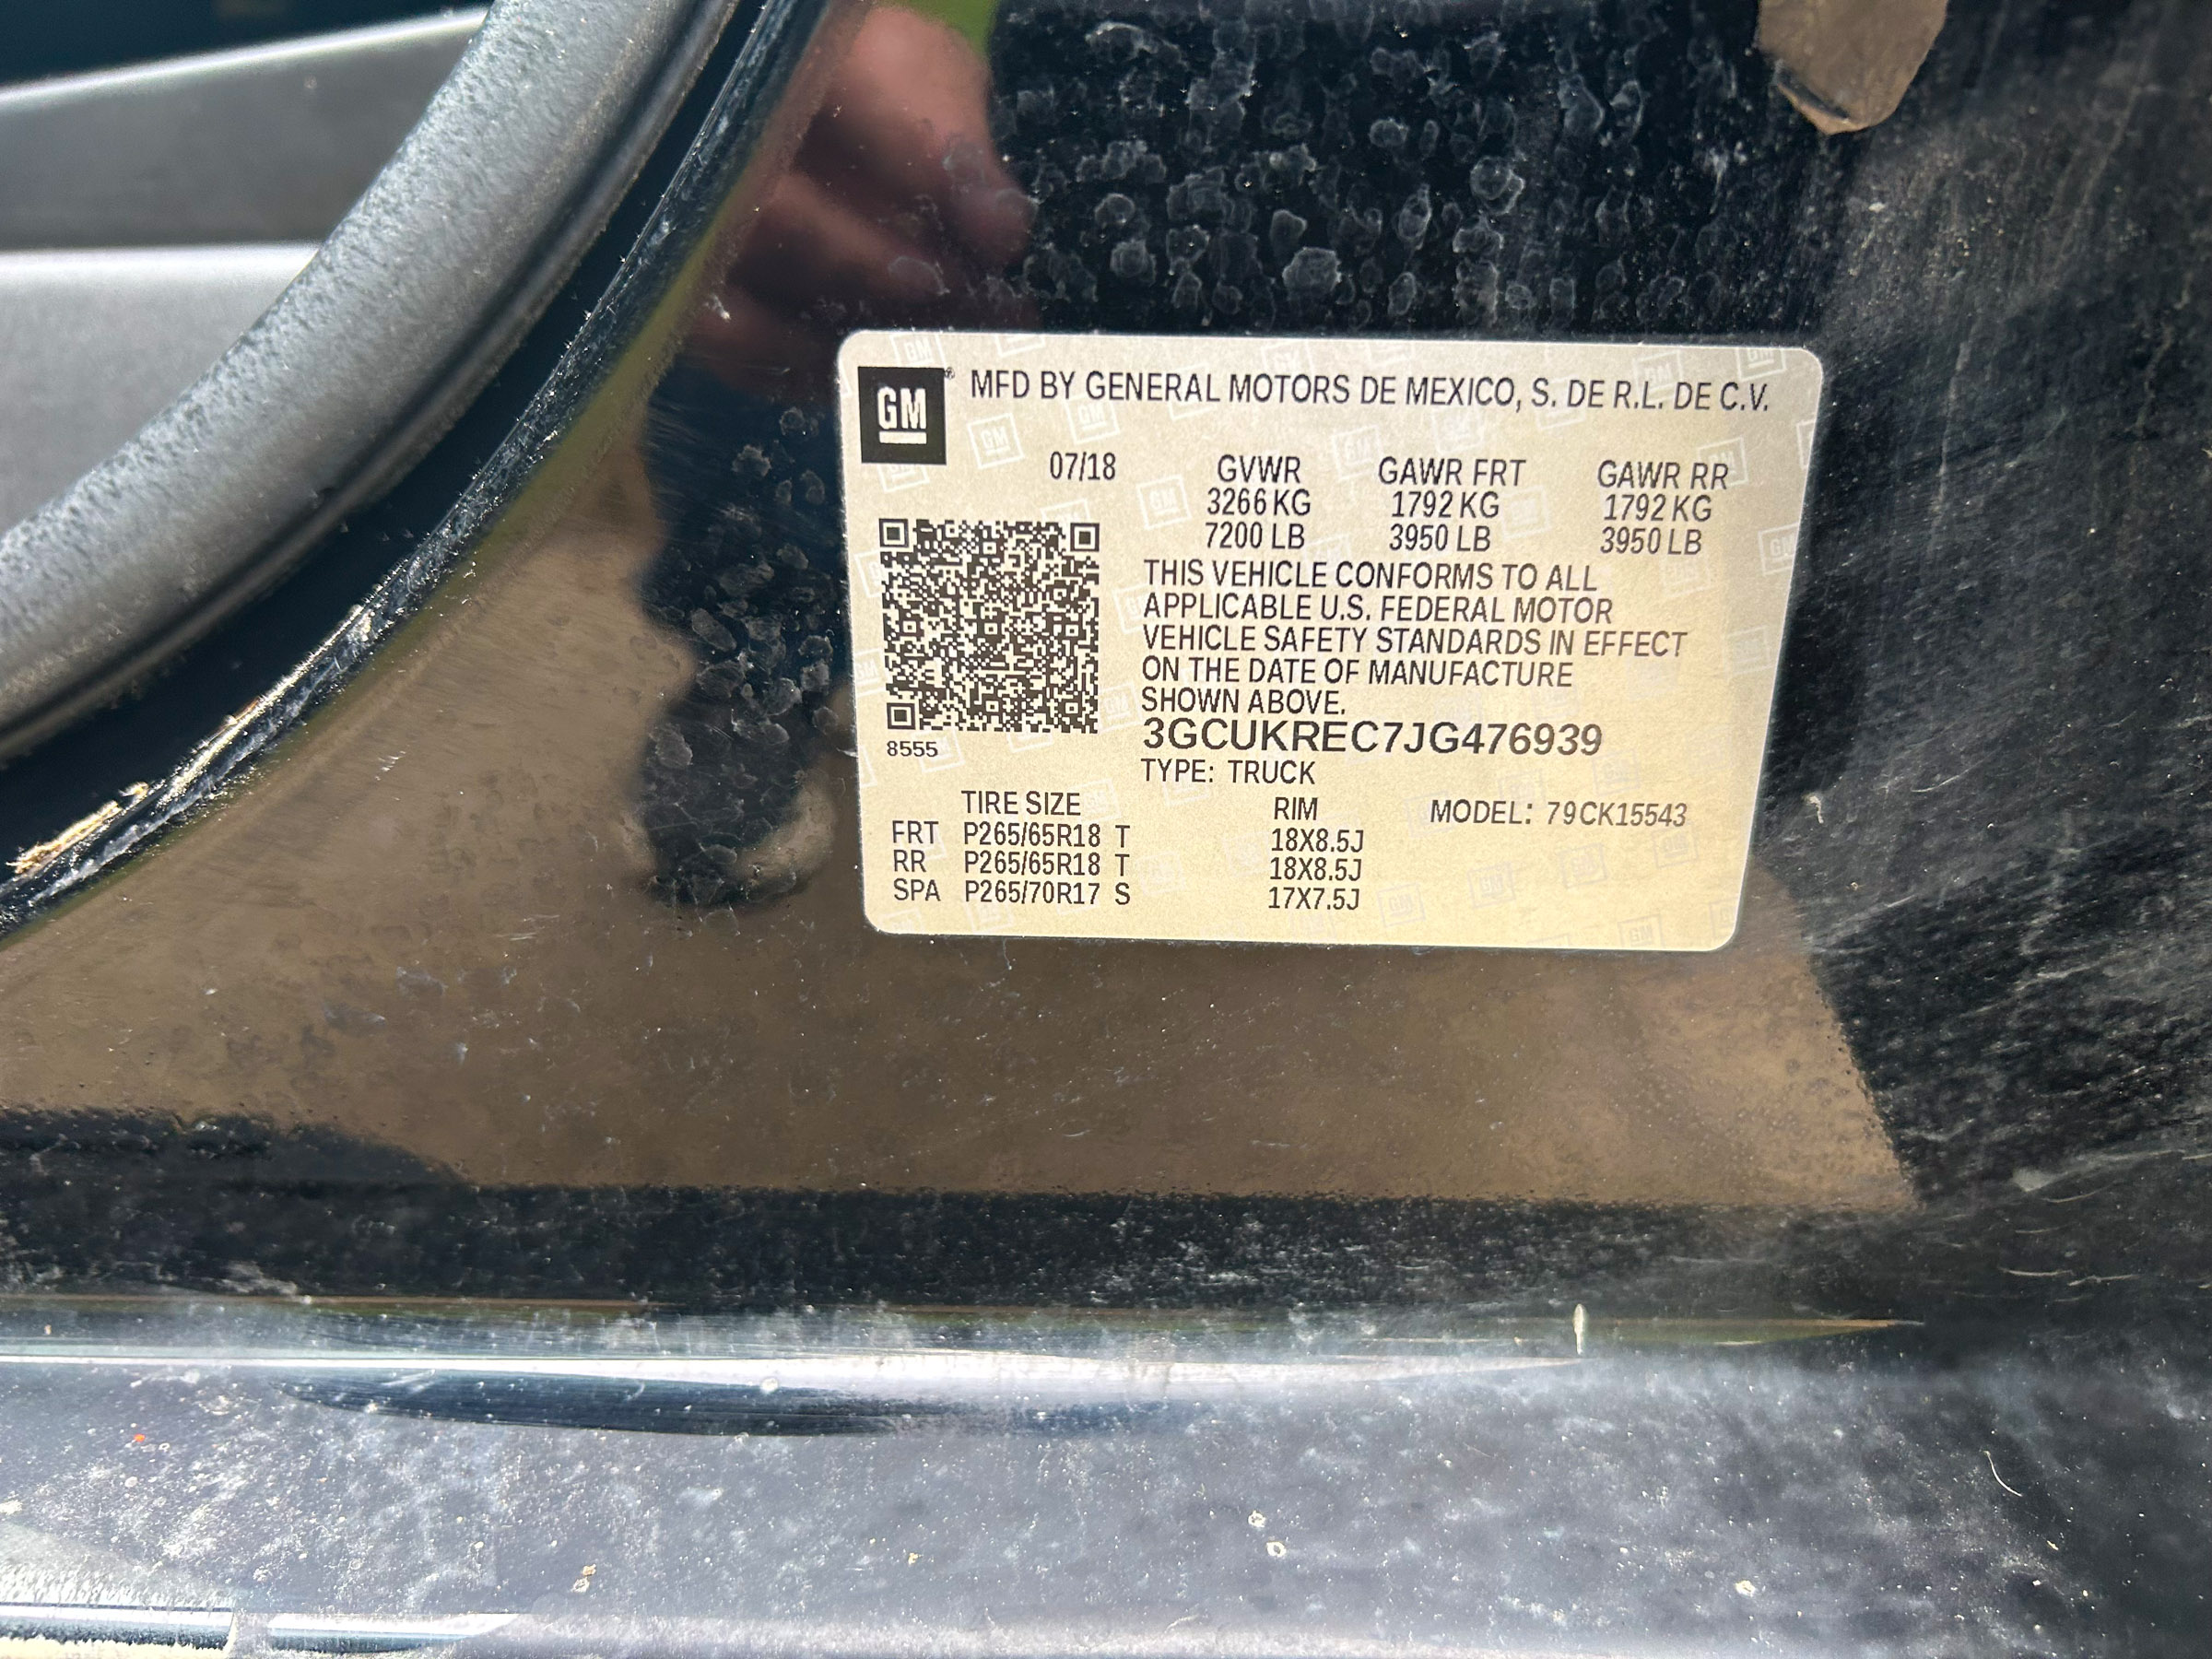 GM® MFD BY GENERAL MOTORS DE MEXICO, S. DE R.L. DE C.V.
07/18 GVWR GAWR FRT GAWR RR
3266 KG 1792 KG 1792 KG
7200 LB 3950 LB 3950 LB
THIS VEHICLE CONFORMS TO ALL
APPLICABLE U.S. FEDERAL MOTOR
VEHICLE SAFETY STANDARDS IN EFFECT
ON THE DATE OF MANUFACTURE
SHOWN ABOVE.
3GCUKREC7JG476939
8555
TYPE: TRUCK
TIRE SIZE RIM MODEL: 79CK15543
FRT P265/65R18 T 18X8.5J
RR P265/65R18 T 18X8.5J
SPA P265/70R17 S 17X7.5J